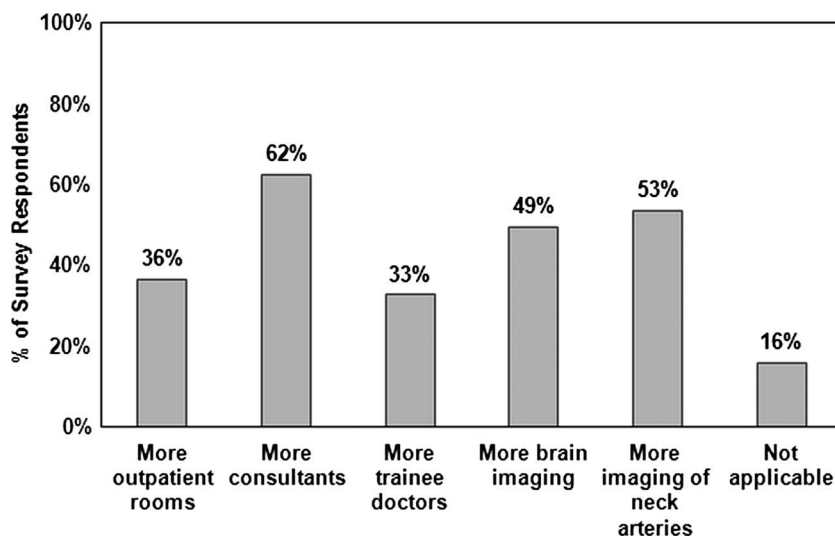 % of Survey Respondents
100%
80%
60%
40%
20%
0%
36%
62%
33%
49%
53%
16%
More
outpatient
rooms
More
consultants
More
trainee
doctors
More brain
imaging
More
imaging of
neck
arteries
Not
applicable